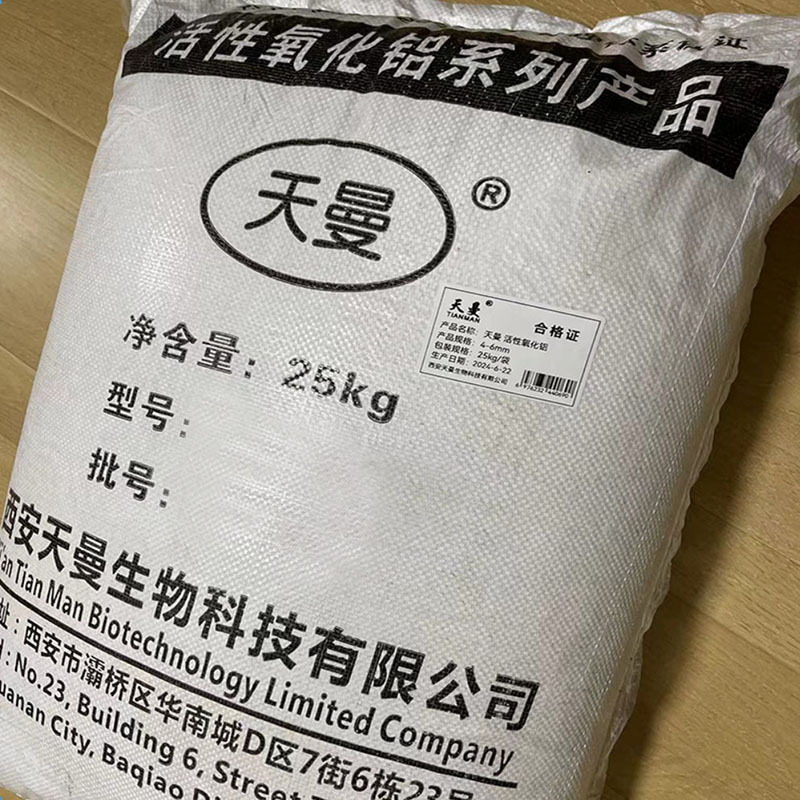 活性氧化铝系列产品
天曼®
净含量：25kg
型号：
批号：
天曼®
TIANMAN
合格证
产品名称： 天曼 活性氧化铝
产品规格： 4-6mm
包装规格： 25kg/袋
生产日期： 2024-6-22
西安天曼生物科技有限公司
西安天曼生物科技有限公司
Tian Man Biotechnology Limited Company
址：西安市灞桥区华南城D区7街6栋23号
: No.23, Building 6, Street
City, Baqiao